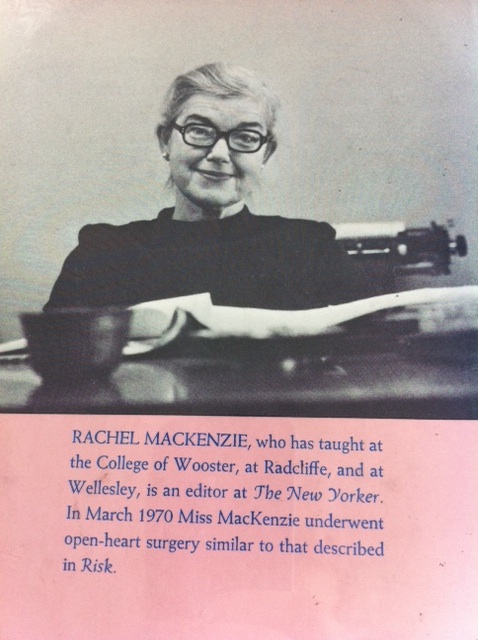 RACHEL MACKENZIE, who has taught at
the College of Wooster, at Radcliffe, and at
Wellesley, is an editor at The New Yorker.
In March 1970 Miss MacKenzie underwent
open-heart surgery similar to that described
in Risk.